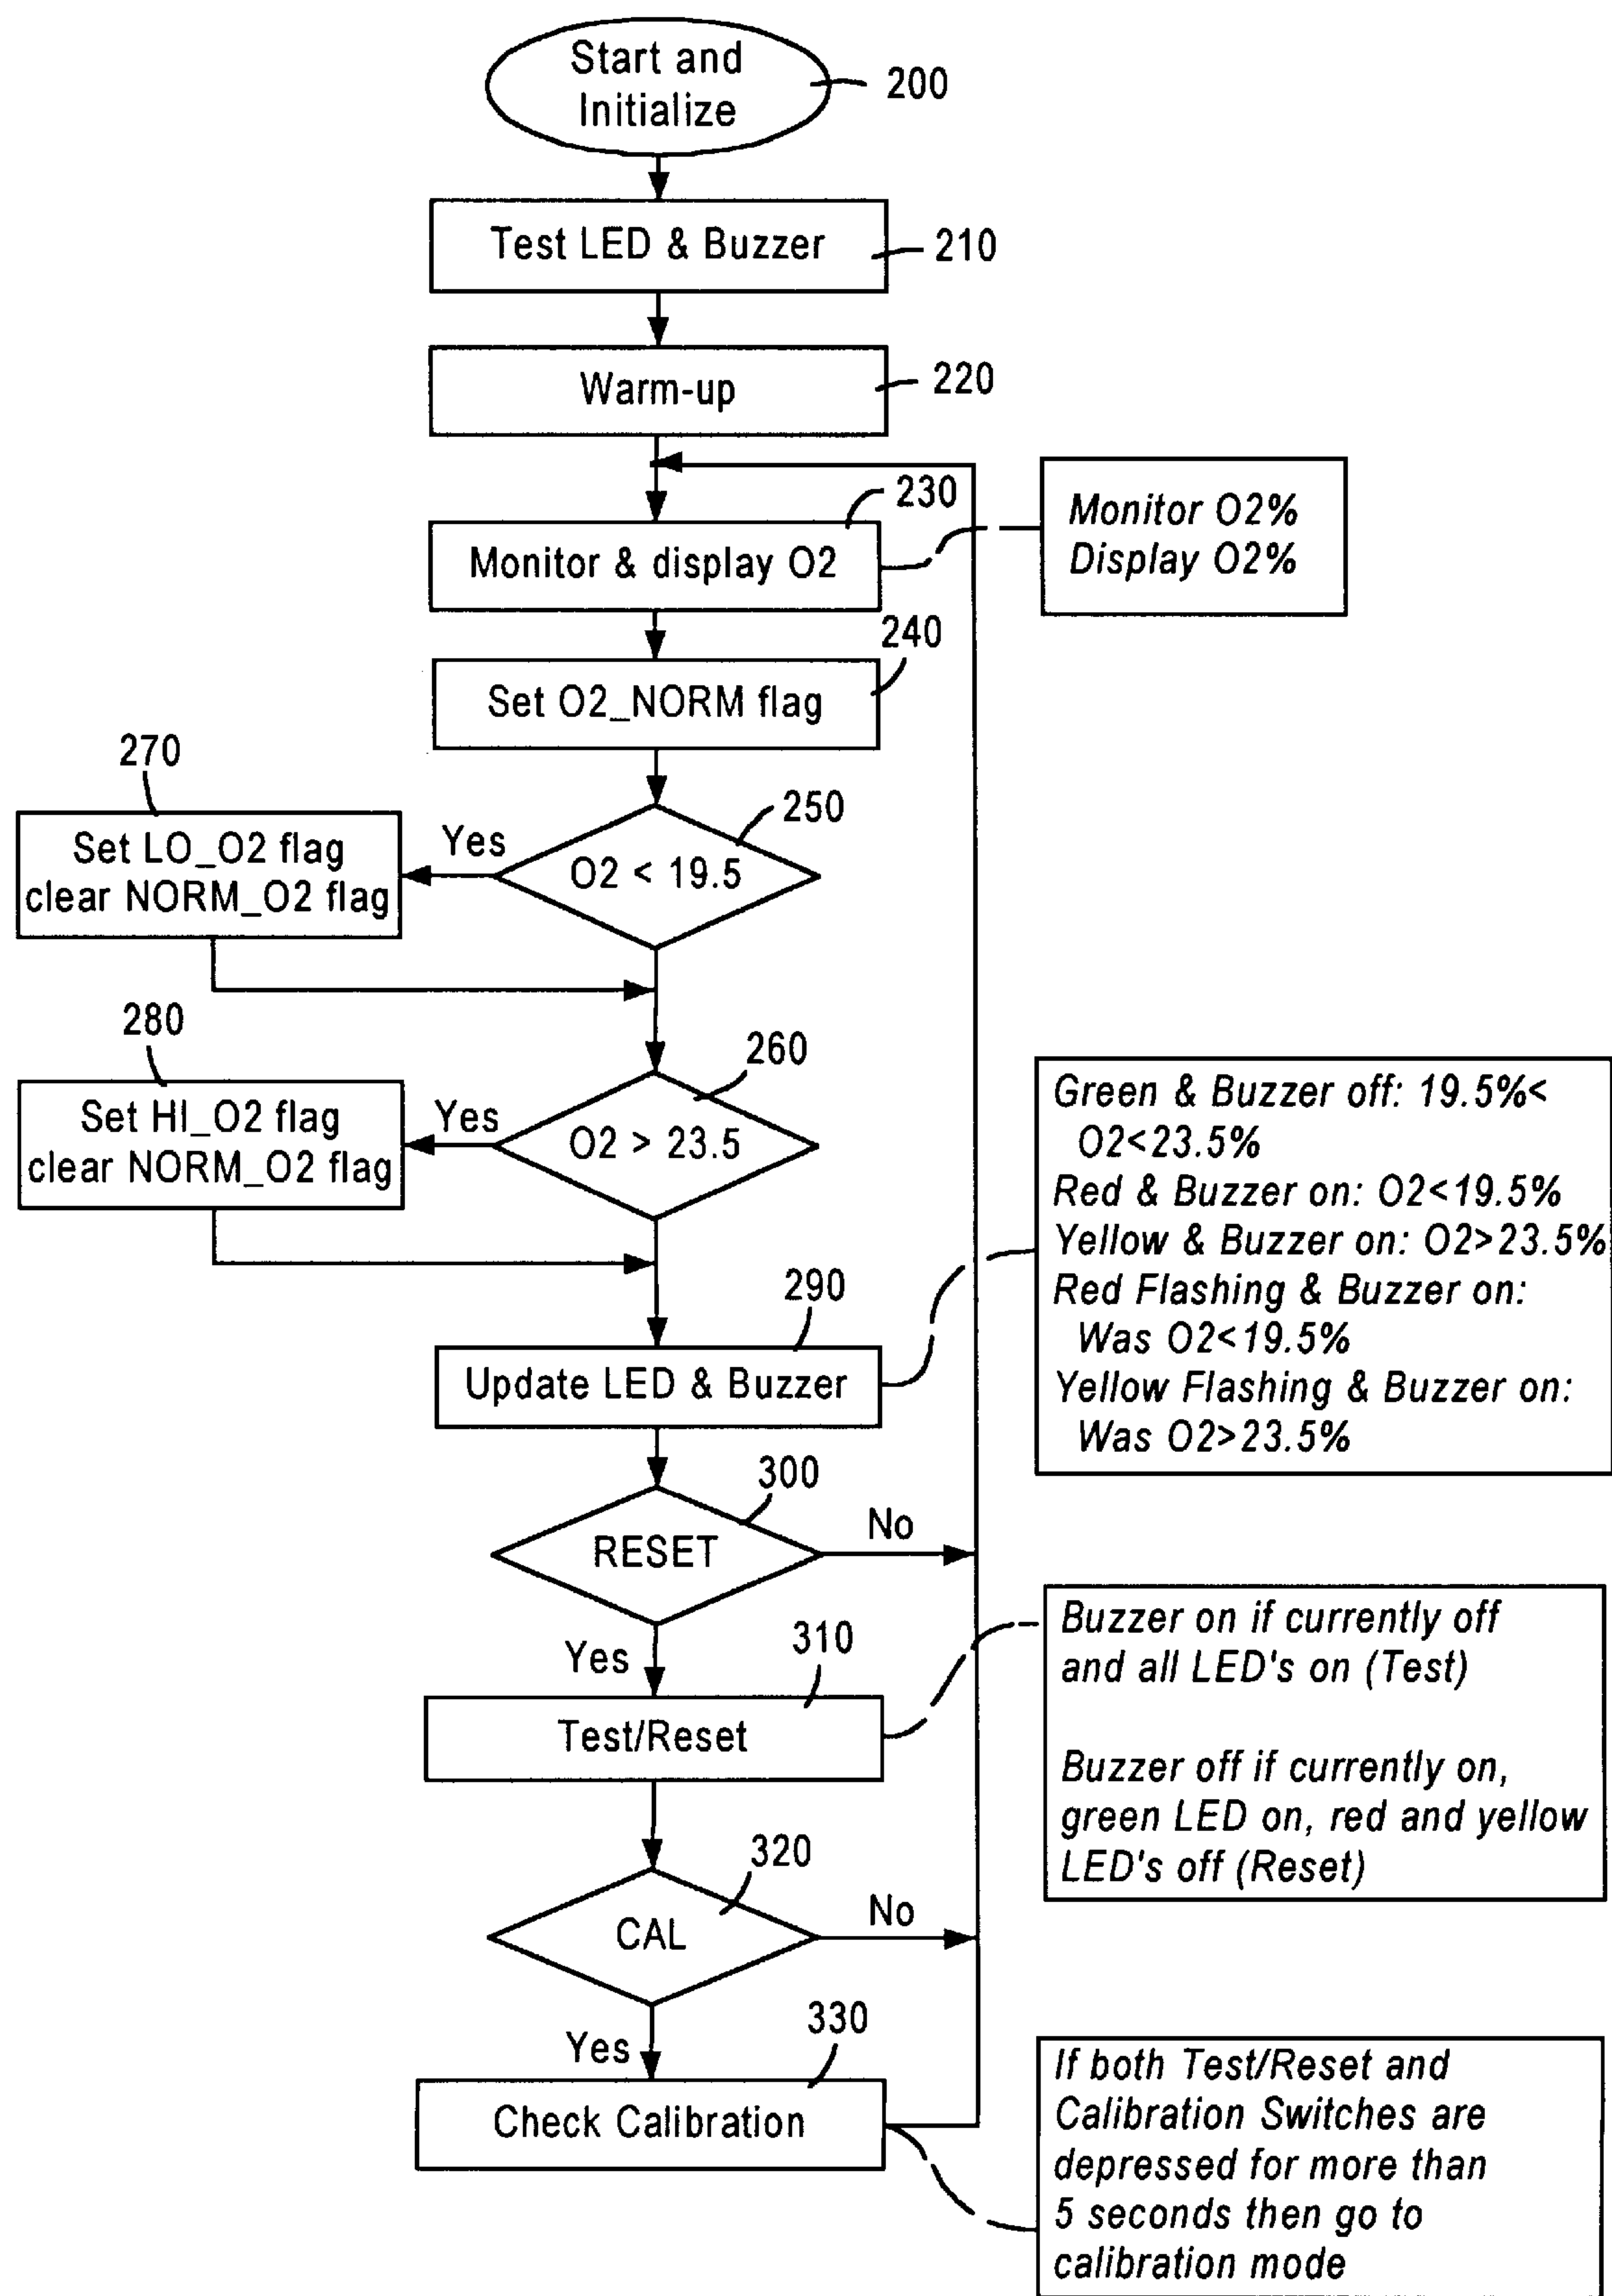 Start and
Initialize
200
Test LED & Buzzer
210
Warm-up
220
230
Monitor & display O2
Monitor O2%
Display O2%
240
Set O2_NORM flag
270
250
Set LO_O2 flag
clear NORM_O2 flag
Yes
O2 < 19.5
280
260
Set HI_O2 flag
clear NORM_O2 flag
Yes
O2 > 23.5
Green & Buzzer off: 19.5%<
O2<23.5%
Red & Buzzer on: O2<19.5%
Yellow & Buzzer on: O2>23.5%
Red Flashing & Buzzer on:
Was O2<19.5%
Yellow Flashing & Buzzer on:
Was O2>23.5%
290
Update LED & Buzzer
300
RESET
No
Yes
310
Test/Reset
Buzzer on if currently off
and all LED's on (Test)
Buzzer off if currently on,
green LED on, red and yellow
LED's off (Reset)
320
CAL
No
Yes
330
Check Calibration
If both Test/Reset and
Calibration Switches are
depressed for more than
5 seconds then go to
calibration mode